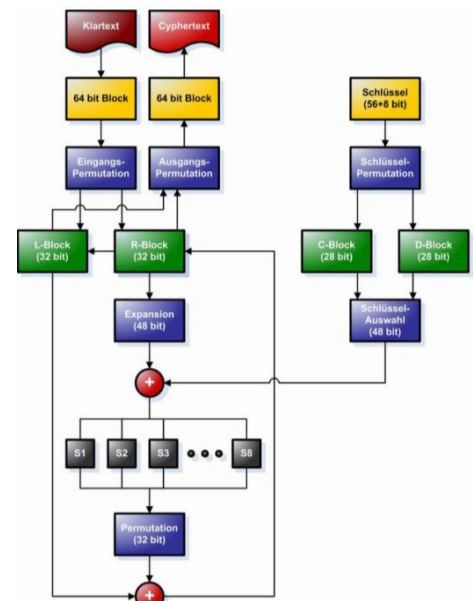 Klartext
Cyphertext
64 bit Block
64 bit Block
Schlüssel
(56+8 bit)
Eingangs-
Permutation
Ausgangs-
Permutation
Schlüssel-
Permutation
L-Block
(32 bit)
R-Block
(32 bit)
C-Block
(28 bit)
D-Block
(28 bit)
Expansion
(48 bit)
Schlüssel-
Auswahl
(48 bit)
+
S1
S2
S3
S8
Permutation
(32 bit)
+